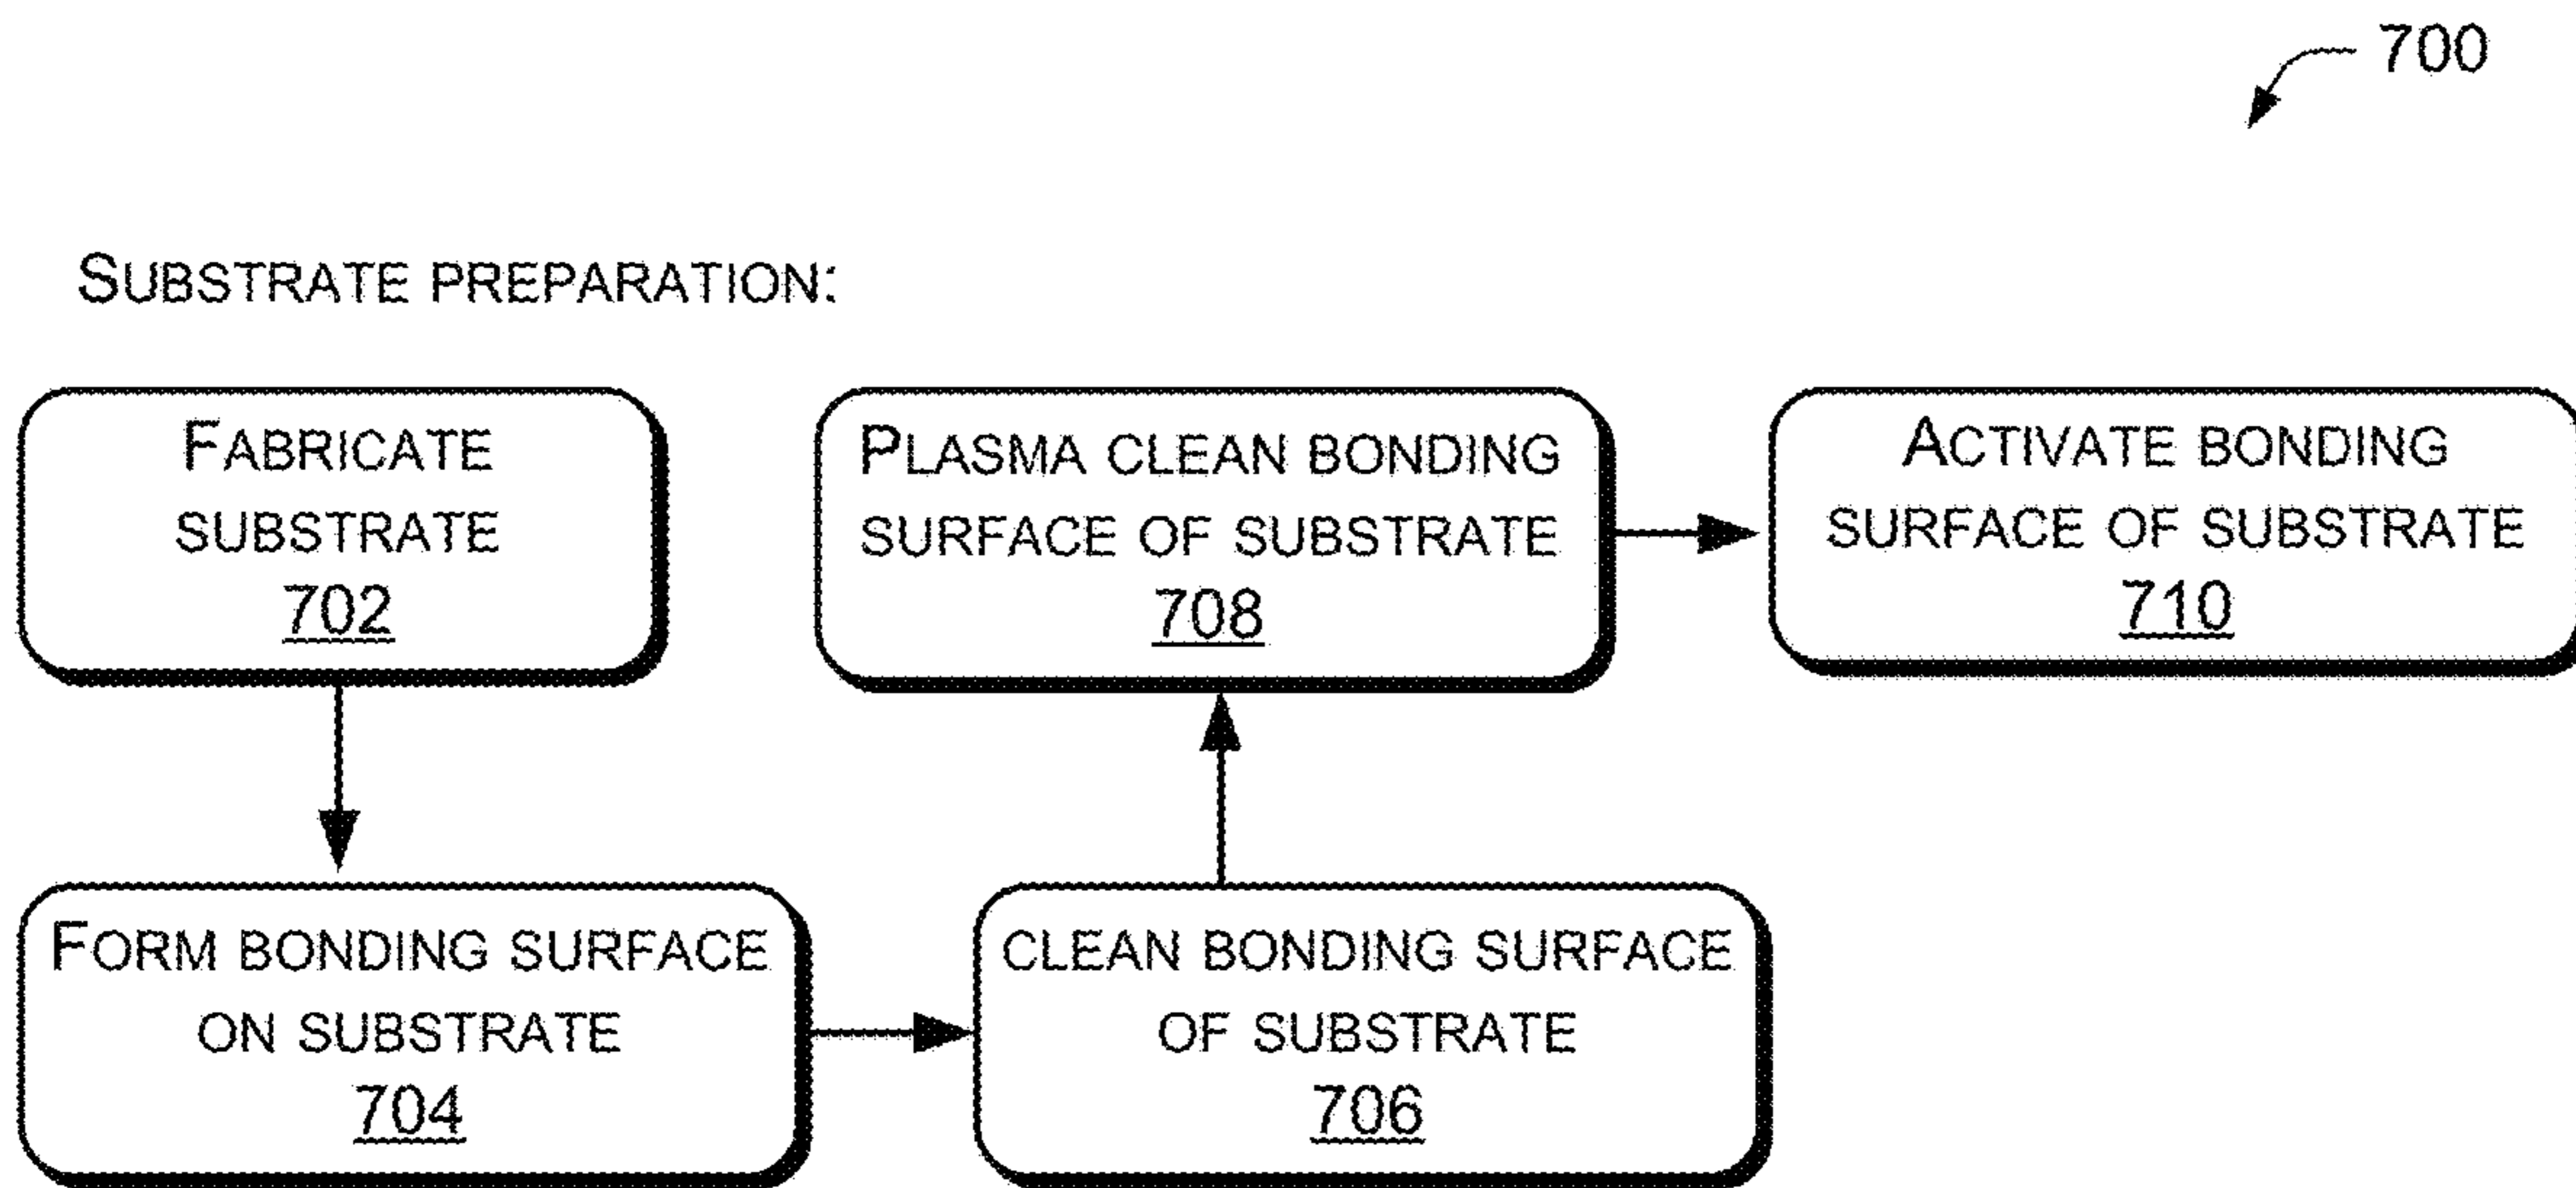 700
SUBSTRATE PREPARATION:
FABRICATE
SUBSTRATE
702
FORM BONDING SURFACE
ON SUBSTRATE
704
CLEAN BONDING SURFACE
OF SUBSTRATE
706
PLASMA CLEAN BONDING
SURFACE OF SUBSTRATE
708
ACTIVATE BONDING
SURFACE OF SUBSTRATE
710